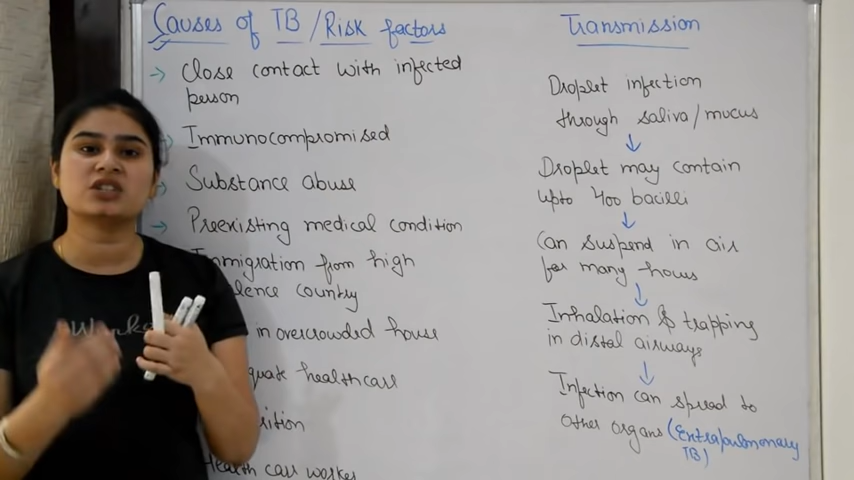 Causes of TB / Risk factors
→ Close contact with infected
person
Immunocompromised
Substance abuse
→ Preexisting medical condition
Immigration from high
country
in overcrowded house
healthcare
Health care worker
Transmission
Droplet infection
through saliva/mucus
↓
Droplet may contain
upto 400 bacilli
↓
Can suspend in air
for many hours
↓
Inhalation & trapping
in distal airways
↓
Infection can spread to
other organs (Extrapulmonary
TB)